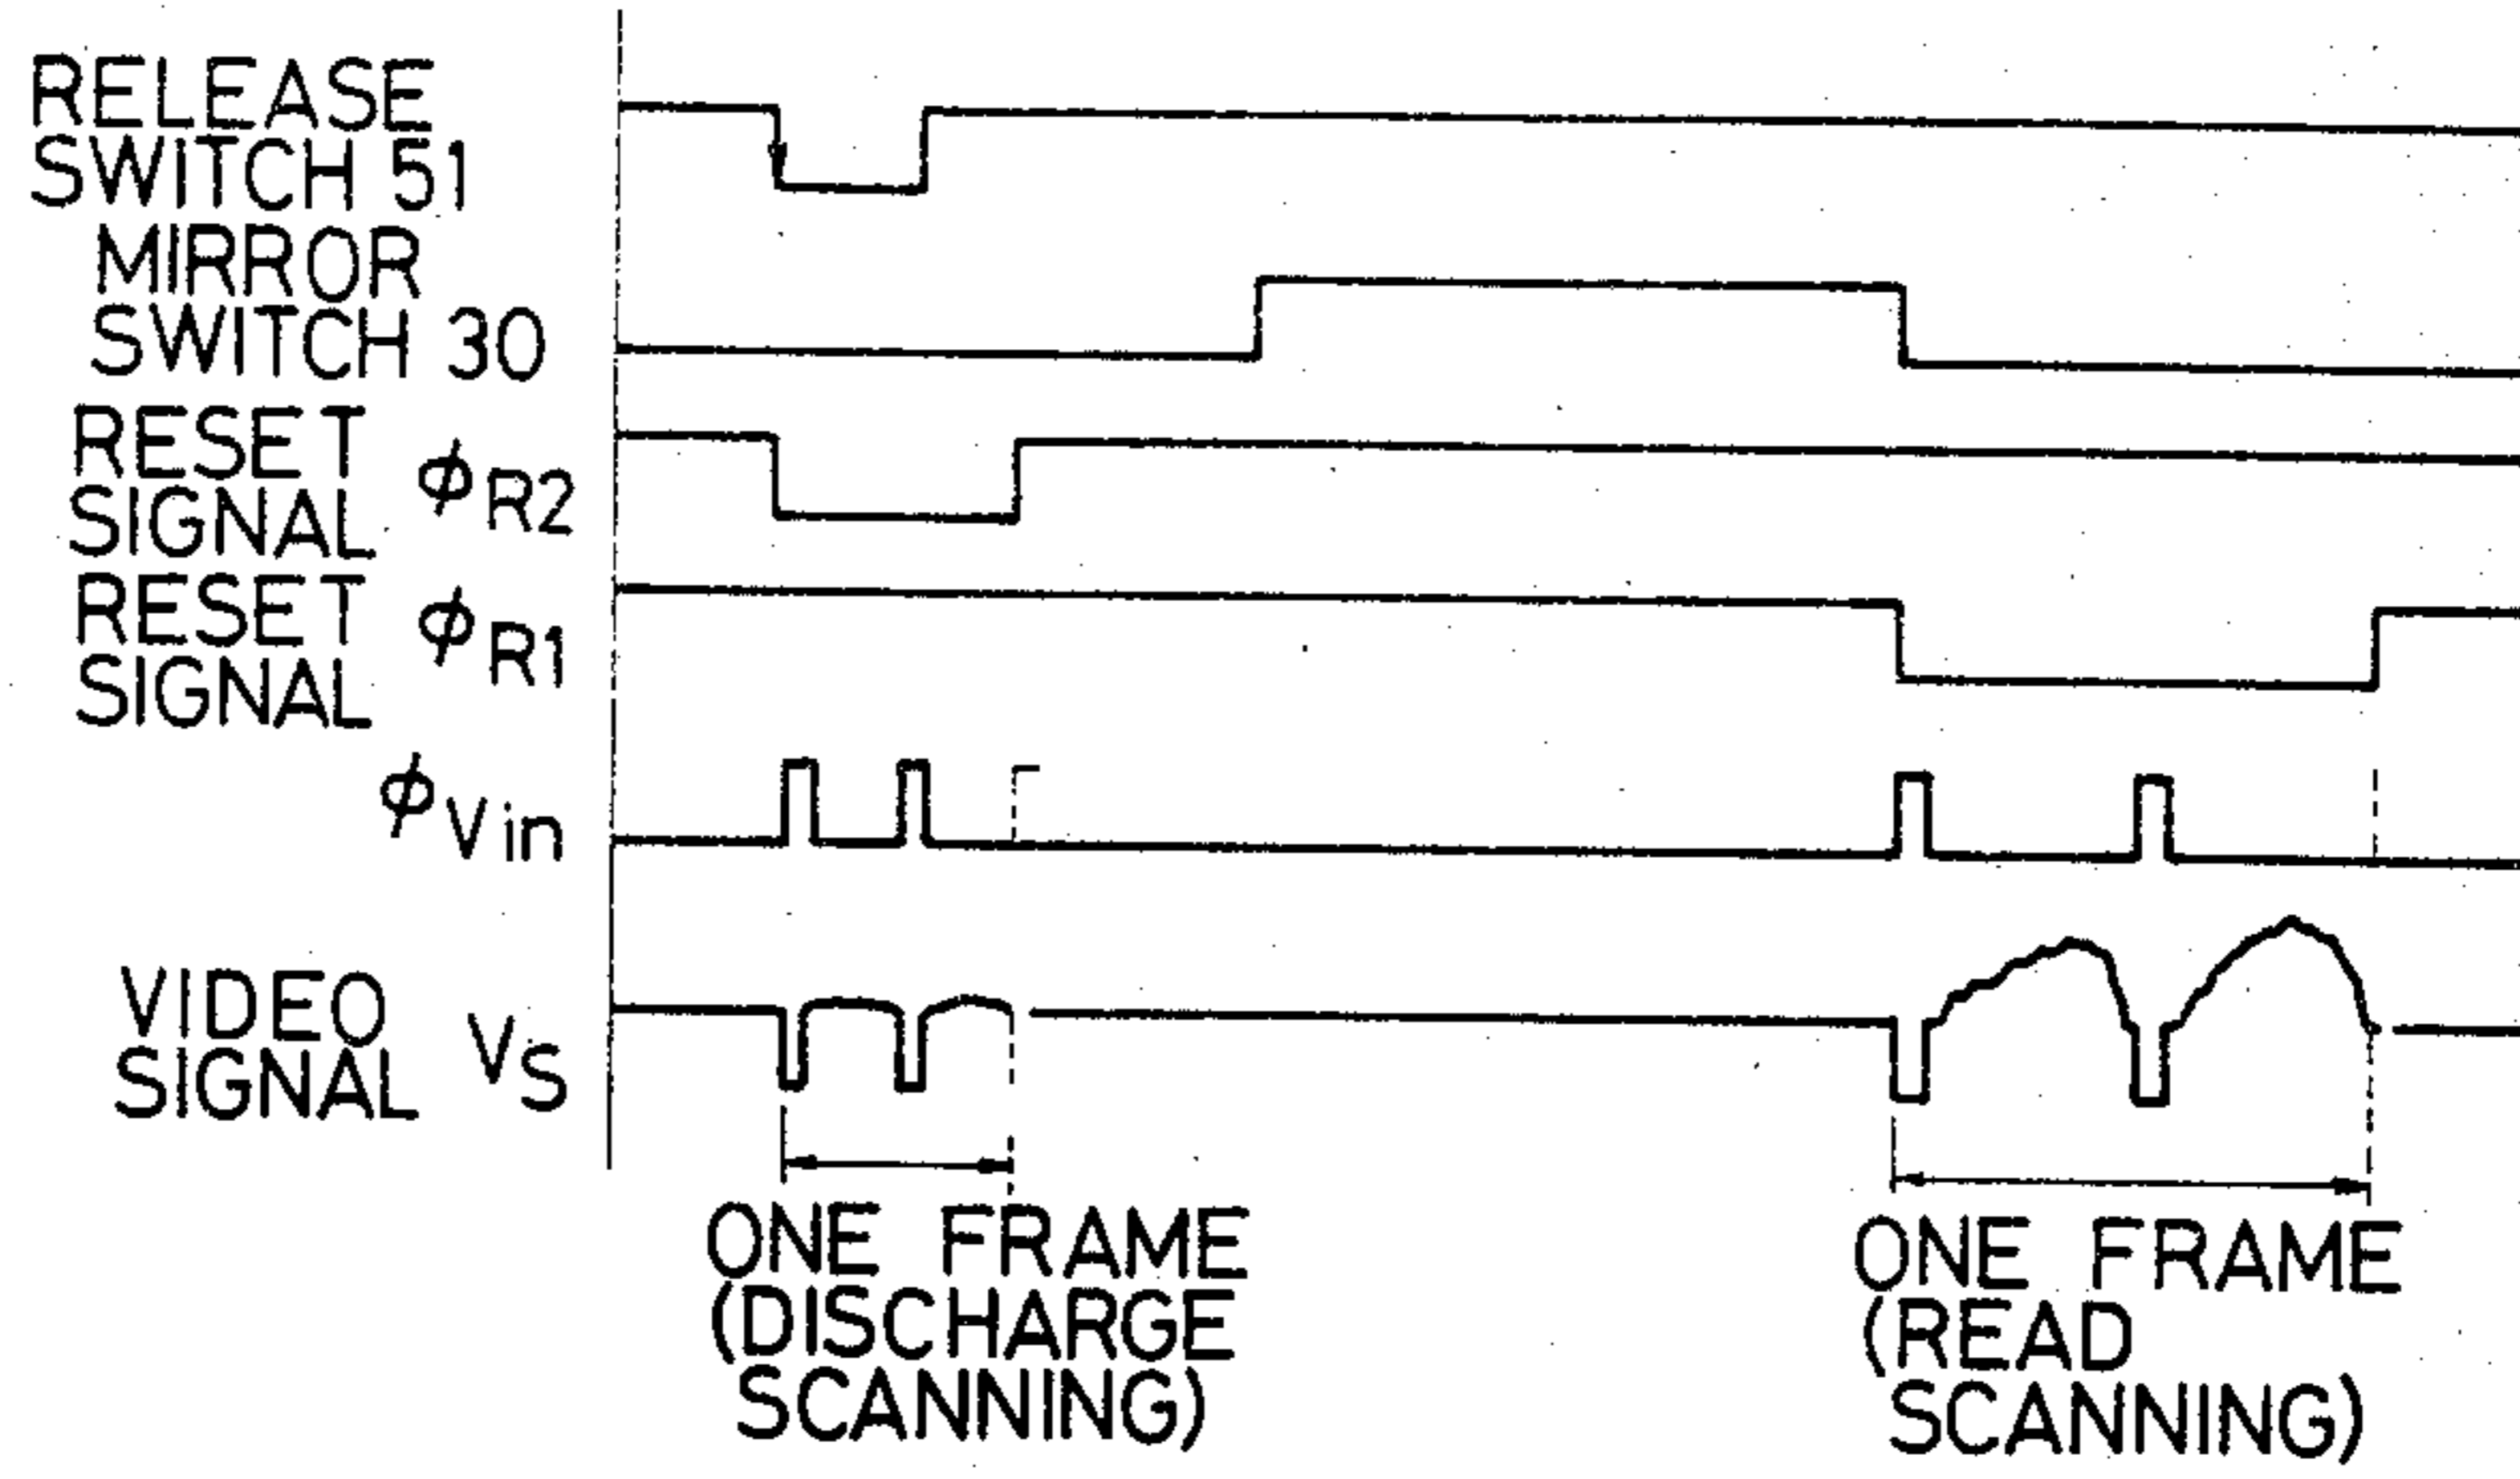 RELEASE
SWITCH 51
MIRROR
SWITCH 30
RESET
SIGNAL ϕR2
RESET
SIGNAL ϕR1
ϕVin
VIDEO
SIGNAL VS
ONE FRAME
(DISCHARGE
SCANNING)
ONE FRAME
(READ
SCANNING)